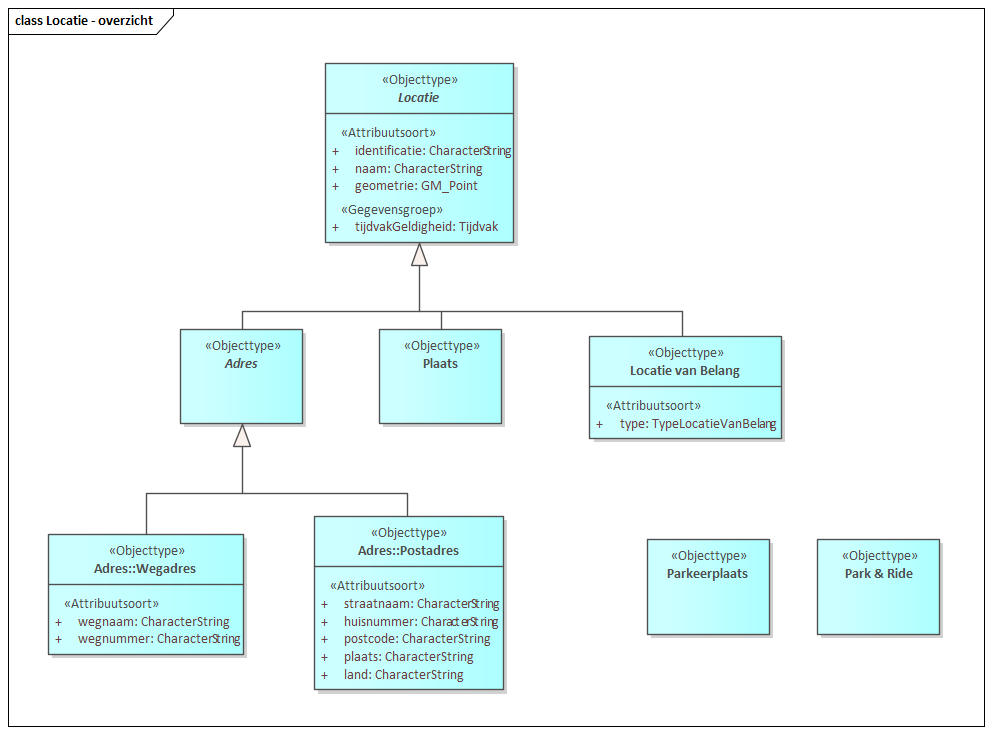 class Locatie - overzicht
«Objecttype»
Locatie
«Attribuutsoort»
+ identificatie: CharacterString
+ naam: CharacterString
+ geometrie: GM_Point
«Gegevensgroep»
+ tijdvakGeldigheid: Tijdvak
«Objecttype»
Adres
«Objecttype»
Plaats
«Objecttype»
Locatie van Belang
«Attribuutsoort»
+ type: TypeLocatieVanBelang
«Objecttype»
Adres::Wegadres
«Attribuutsoort»
+ wegnaam: CharacterString
+ wegnummer: CharacterString
«Objecttype»
Adres::Postadres
«Attribuutsoort»
+ straatnaam: CharacterString
+ huisnummer: CharacterString
+ postcode: CharacterString
+ plaats: CharacterString
+ land: CharacterString
«Objecttype»
Parkeerplaats
«Objecttype»
Park & Ride